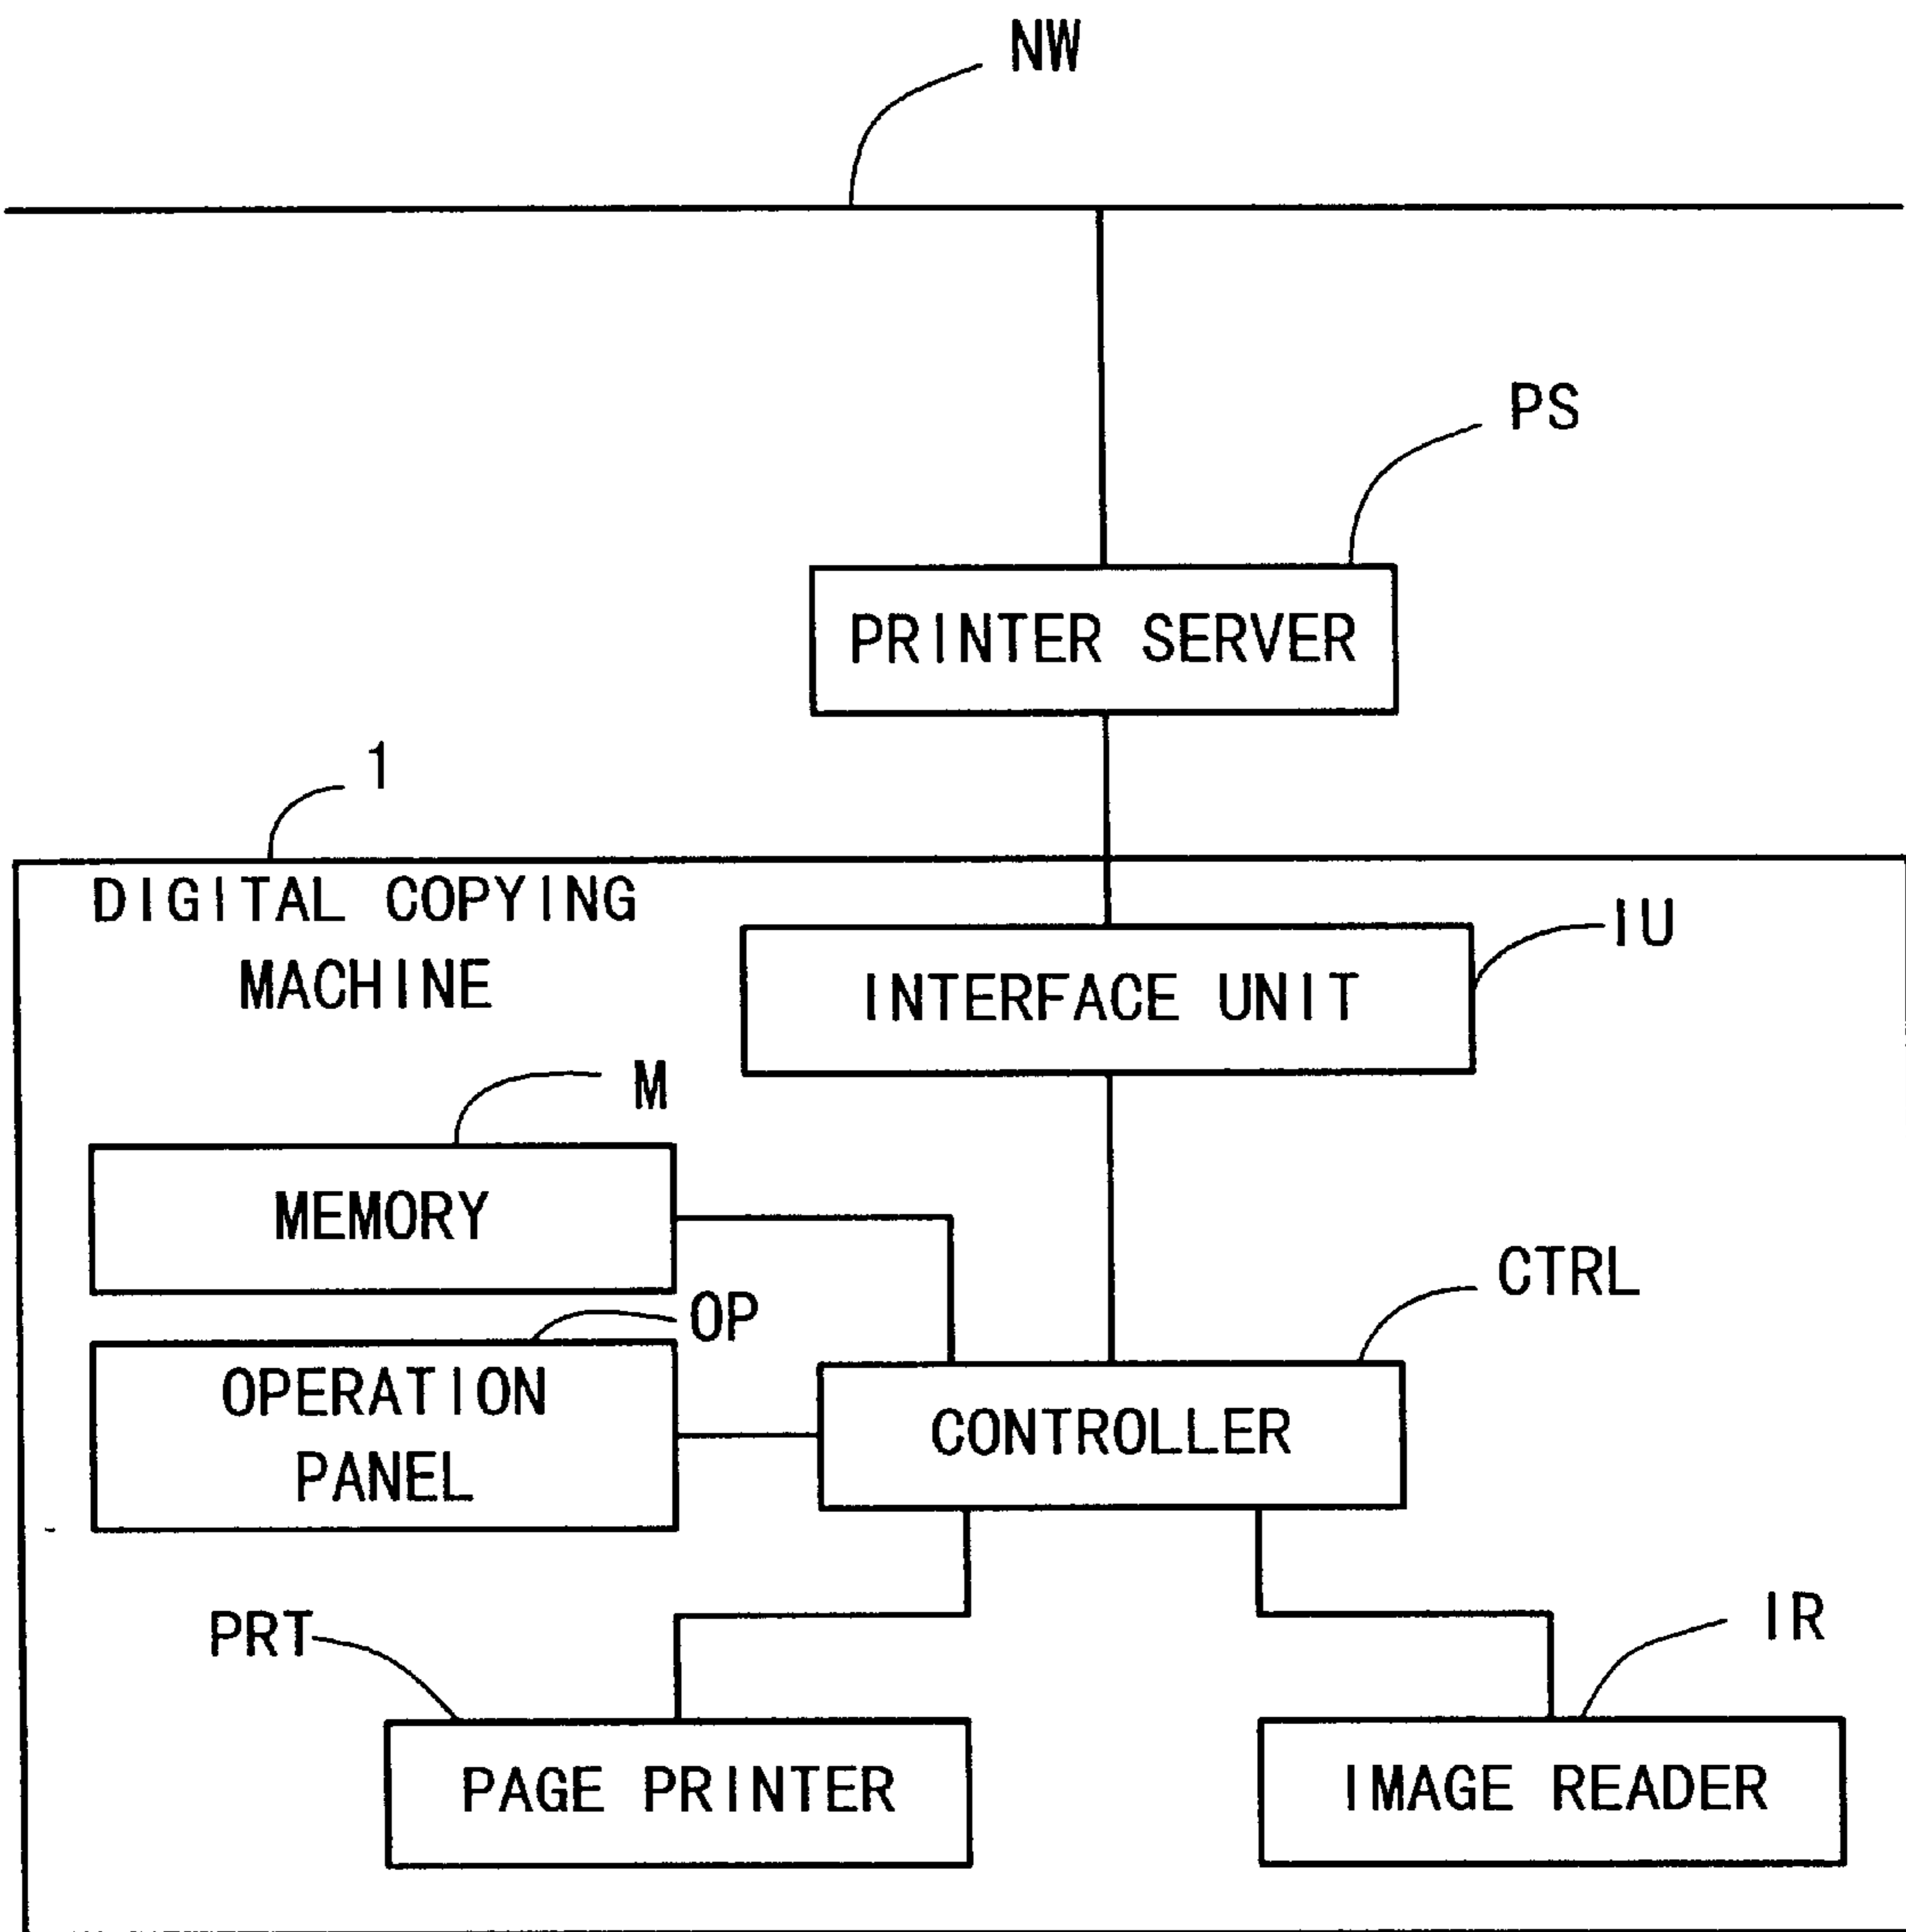 NW
PS
PRINTER SERVER
1
DIGITAL COPYING
MACHINE
IU
INTERFACE UNIT
M
MEMORY
CTRL
OP
OPERATION
PANEL
CONTROLLER
PRT
IR
PAGE PRINTER
IMAGE READER